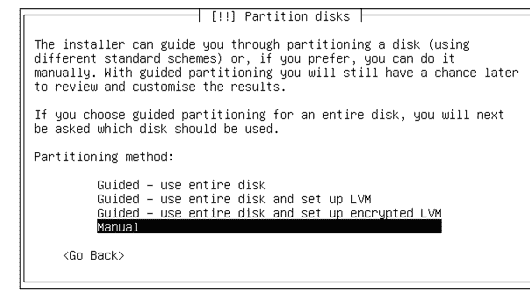 [!!] Partition disks
The installer can guide you through partitioning a disk (using
different standard schemes) or, if you prefer, you can do it
manually. With guided partitioning you will still have a chance later
to review and customise the results.
If you choose guided partitioning for an entire disk, you will next
be asked which disk should be used.
Partitioning method:
Guided - use entire disk
Guided - use entire disk and set up LVM
Guided - use entire disk and set up encrypted LVM
Manual
<Go Back>